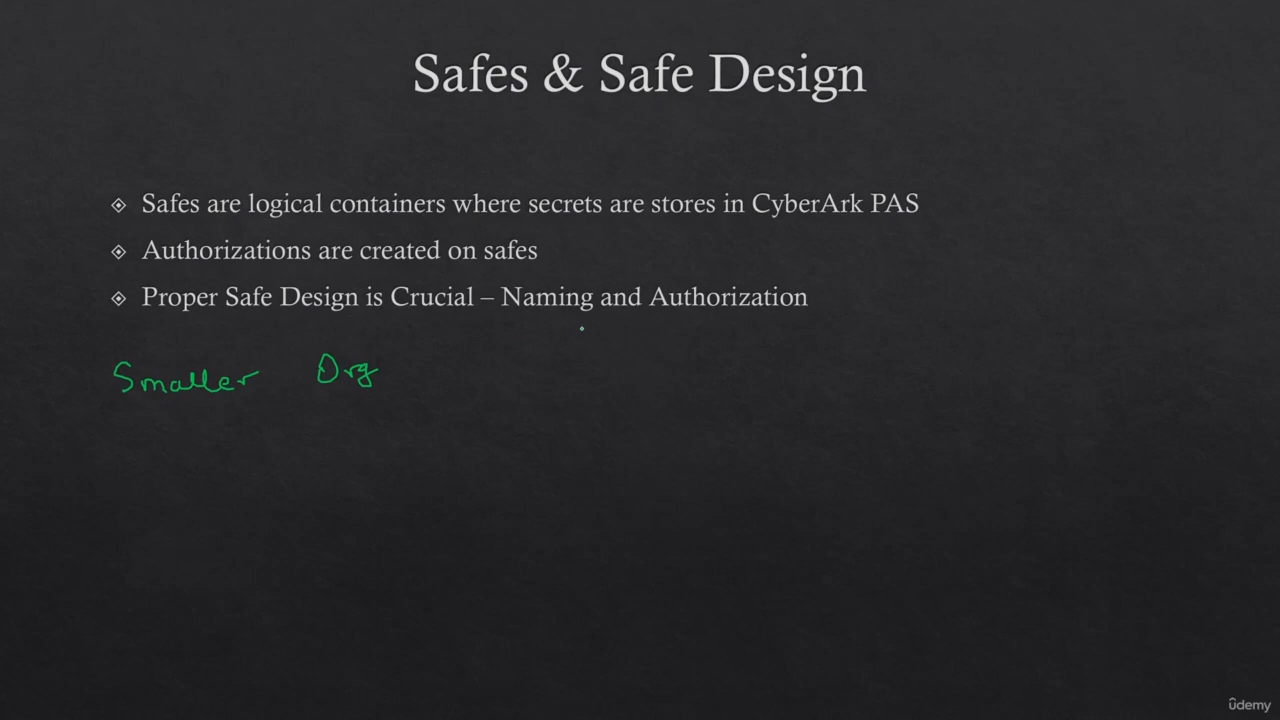 Safes & Safe Design
Safes are logical containers where secrets are stores in CyberArk PAS
Authorizations are created on safes
Proper Safe Design is Crucial – Naming and Authorization
Smaller Org
ûdemy